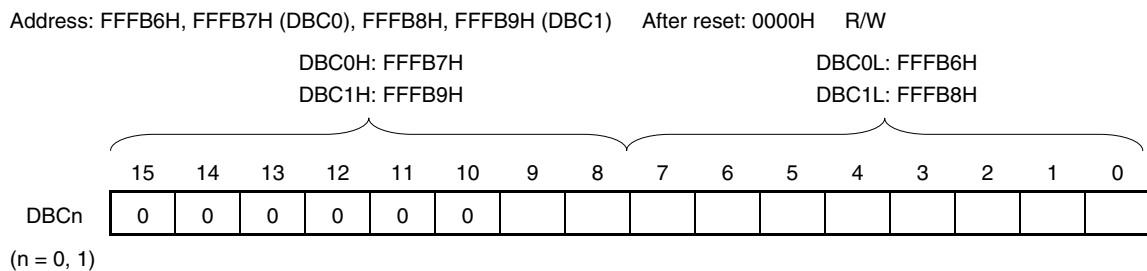 Address: FFFB6H, FFFB7H (DBC0), FFFB8H, FFFB9H (DBC1) After reset: 0000H R/W
DBC0H: FFFB7H DBC0L: FFFB6H
DBC1H: FFFB9H DBC1L: FFFB8H
15 14 13 12 11 10 9 8 7 6 5 4 3 2 1 0
DBCn 0 0 0 0 0 0
(n = 0, 1)